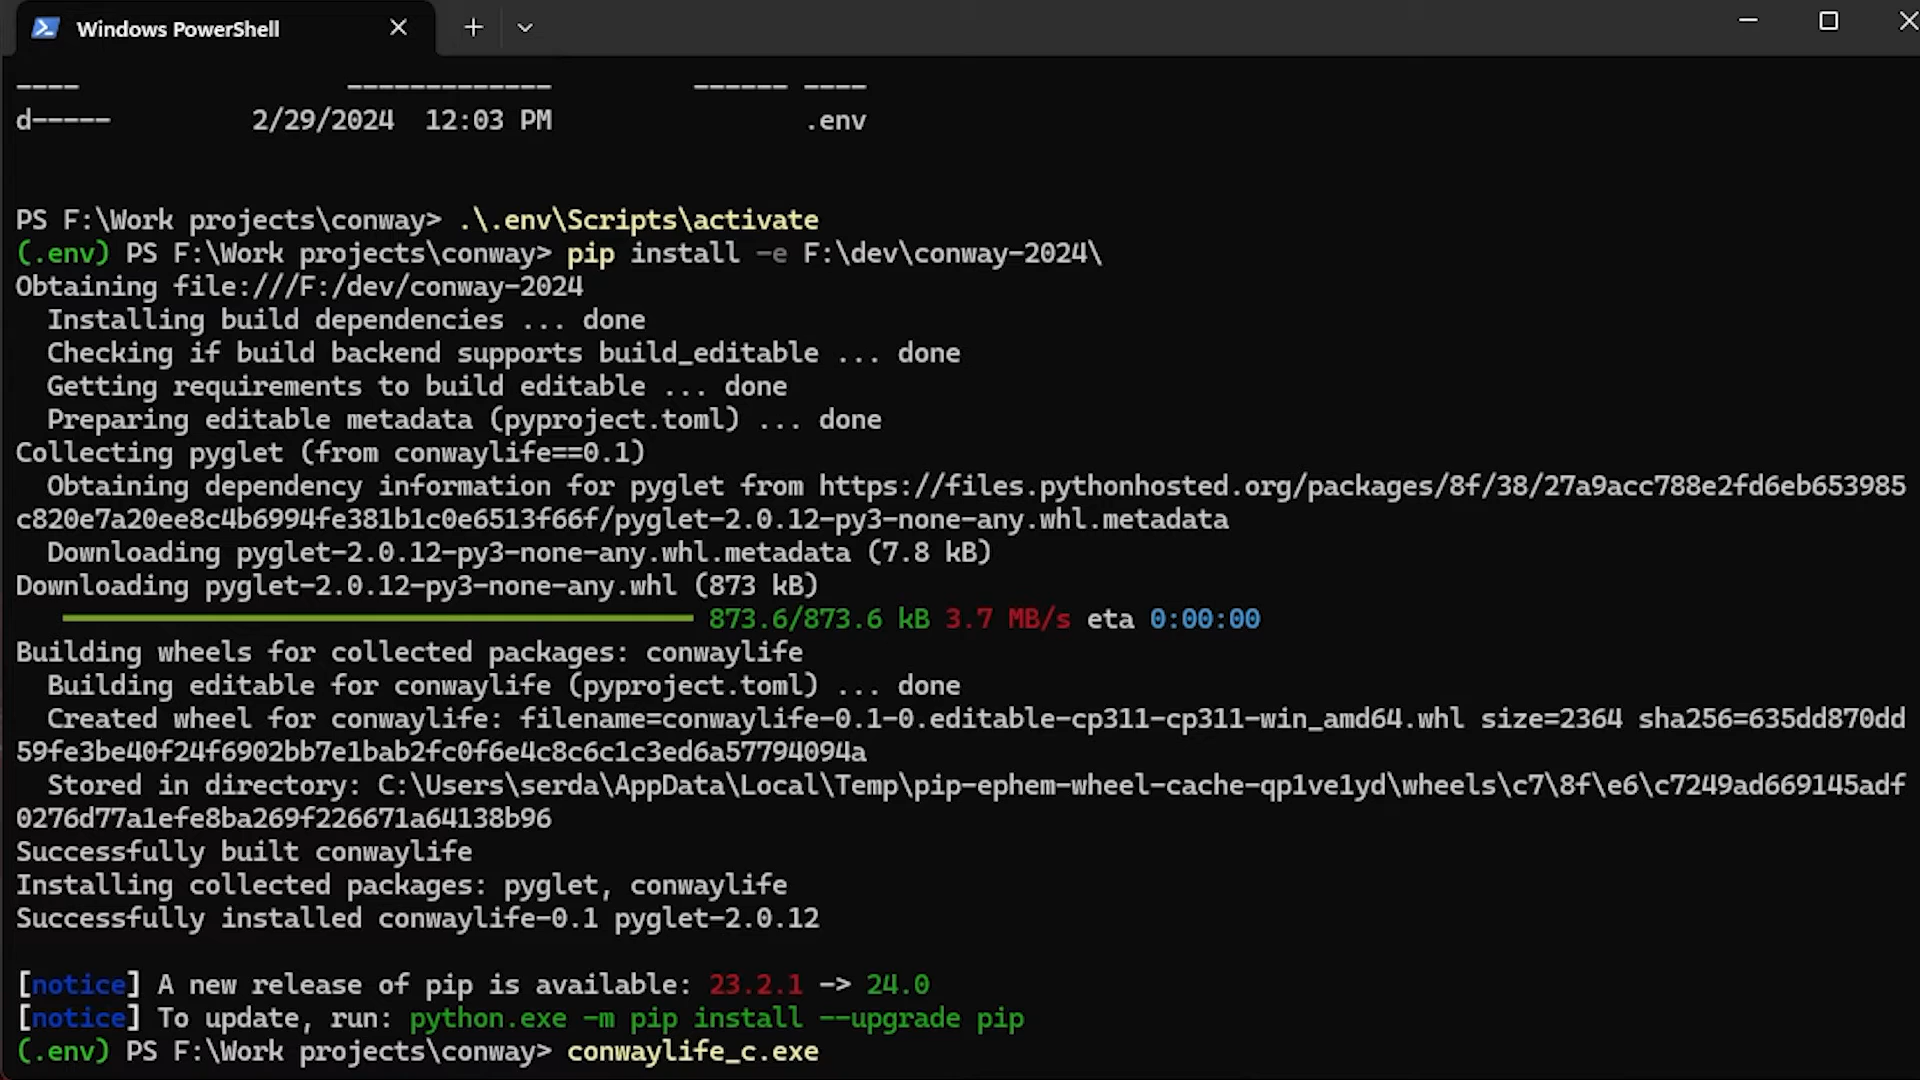 Windows PowerShell
---- ------------- ------ ----
d----- 2/29/2024 12:03 PM .env
PS F:\Work projects\conway> .\.env\Scripts\activate
(.env) PS F:\Work projects\conway> pip install -e F:\dev\conway-2024\
Obtaining file:///F:/dev/conway-2024
Installing build dependencies ... done
Checking if build backend supports build_editable ... done
Getting requirements to build editable ... done
Preparing editable metadata (pyproject.toml) ... done
Collecting pyglet (from conwaylife==0.1)
Obtaining dependency information for pyglet from https://files.pythonhosted.org/packages/8f/38/27a9acc788e2fd6eb653985
c820e7a20ee8c4b6994fe381b1c0e6513f66f/pyglet-2.0.12-py3-none-any.whl.metadata
Downloading pyglet-2.0.12-py3-none-any.whl.metadata (7.8 kB)
Downloading pyglet-2.0.12-py3-none-any.whl (873 kB)
873.6/873.6 kB 3.7 MB/s eta 0:00:00
Building wheels for collected packages: conwaylife
Building editable for conwaylife (pyproject.toml) ... done
Created wheel for conwaylife: filename=conwaylife-0.1-0.editable-cp311-cp311-win_amd64.whl size=2364 sha256=635dd870dd
59fe3be40f24f6902bb7e1bab2fc0f6e4c8c6c1c3ed6a57794094a
Stored in directory: C:\Users\serda\AppData\Local\Temp\pip-ephem-wheel-cache-qp1ve1yd\wheels\c7\8f\e6\c7249ad669145adf
0276d77a1efe8ba269f226671a64138b96
Successfully built conwaylife
Installing collected packages: pyglet, conwaylife
Successfully installed conwaylife-0.1 pyglet-2.0.12
[notice] A new release of pip is available: 23.2.1 -> 24.0
[notice] To update, run: python.exe -m pip install --upgrade pip
(.env) PS F:\Work projects\conway> conwaylife_c.exe